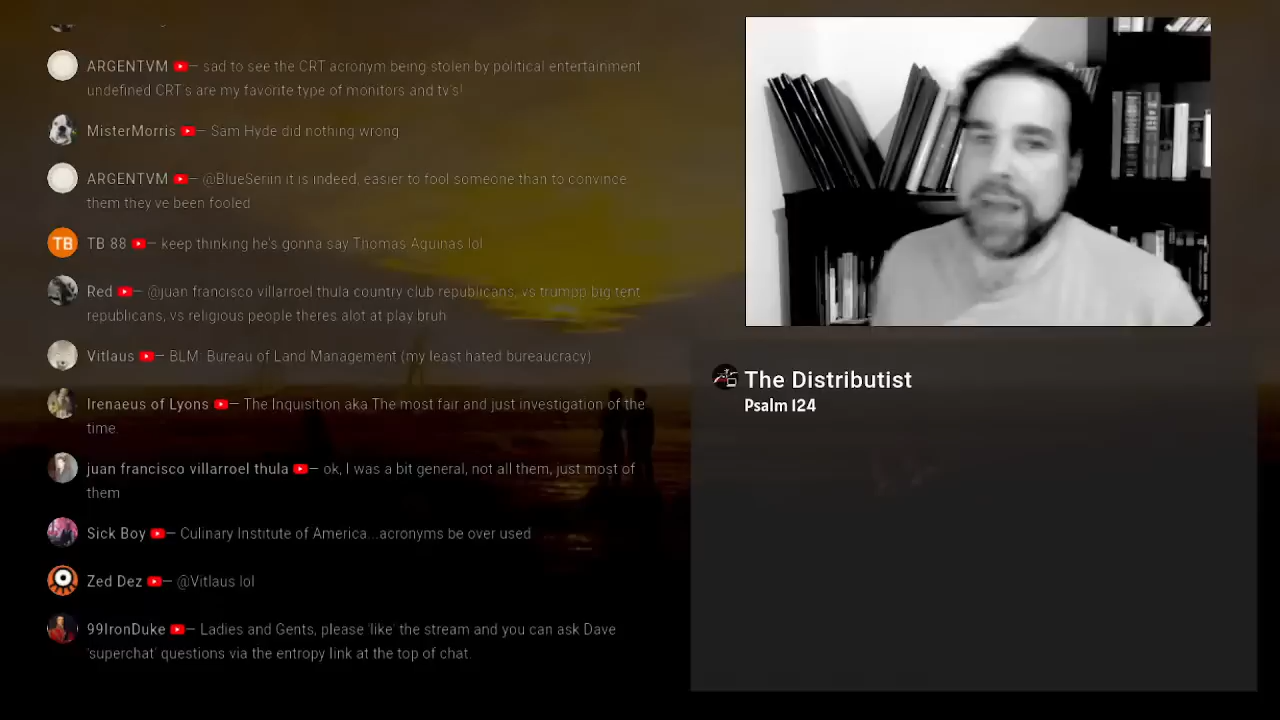 ARGENTVM — sad to see the CRT acronym being stolen by political entertainment
undefined CRT's are my favorite type of monitors and tv's!
MisterMorris — Sam Hyde did nothing wrong
ARGENTVM — @BlueSeriin it is indeed, easier to fool someone than to convince
them they've been fooled
TB
TB 88 — keep thinking he's gonna say Thomas Aquinas lol
Red — @juan francisco villarroel thula country club republicans, vs trumpp big tent
republicans, vs religious people theres alot at play bruh
Vitlaus — BLM: Bureau of Land Management (my least hated bureaucracy)
Irenaeus of Lyons — The Inquisition aka The most fair and just investigation of the
time.
juan francisco villarroel thula — ok, I was a bit general, not all them, just most of
them
Sick Boy — Culinary Institute of America...acronyms be over used
Zed Dez — @Vitlaus lol
99IronDuke — Ladies and Gents, please 'like' the stream and you can ask Dave
'superchat' questions via the entropy link at the top of chat.
The Distributist
Psalm 124